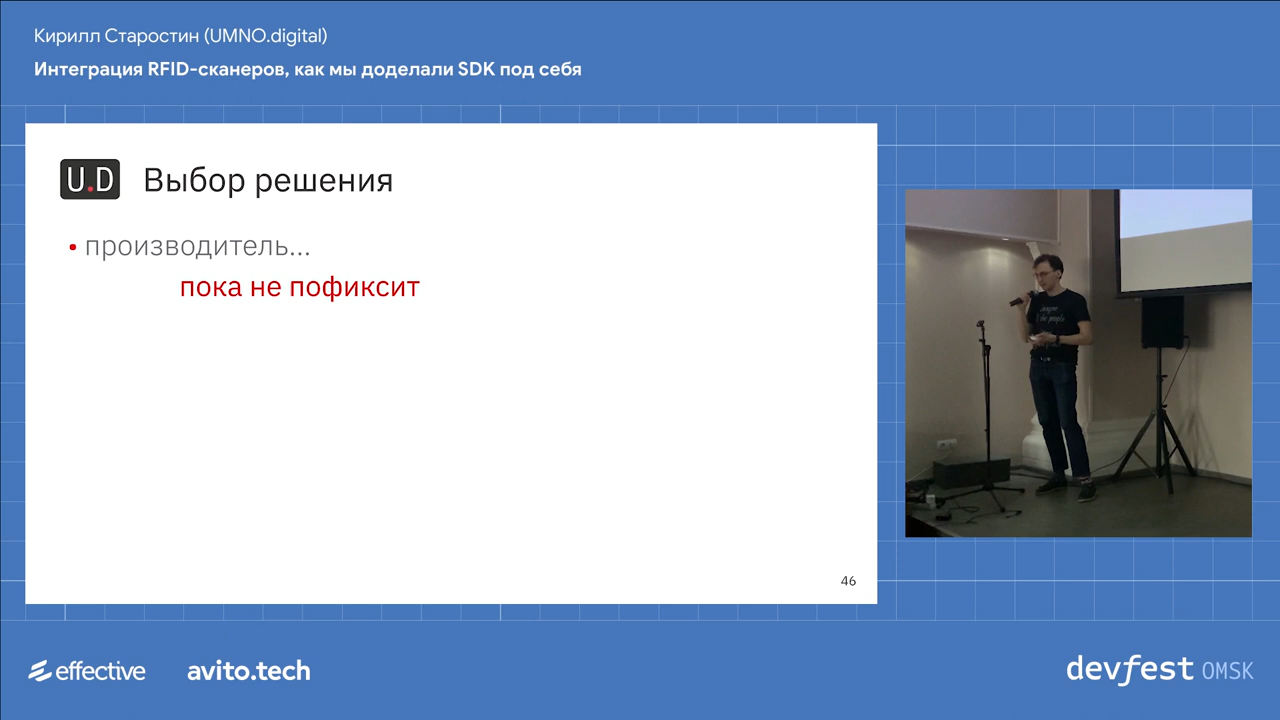 Кирилл Старостин (UMNO.digital)
Интеграция RFID-сканеров, как мы доделали SDK под себя
U.D Выбор решения
• производитель...
пока не пофиксит
46
effective avito.tech devfest OMSK